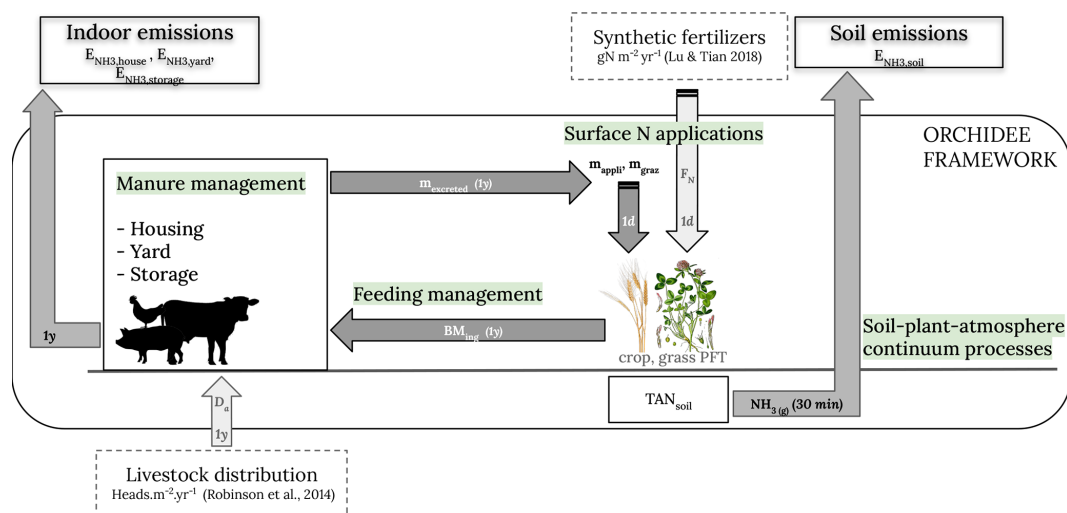 Indoor emissions
E_NH3,house , E_NH3,yard,
E_NH3,storage
Synthetic fertilizers
gN m⁻² yr⁻¹ (Lu & Tian 2018)
Soil emissions
E_NH3,soil
ORCHIDEE
FRAMEWORK
Surface N applications
m_appli, m_graz
Manure management
- Housing
- Yard
- Storage
m_excreted (1y)
F_N
1d
1d
Feeding management
BM_ing (1y)
1y
crop, grass PFT
Soil-plant-atmosphere
continuum processes
TAN_soil
NH_3 (g) (30 min)
D_a
1y
Livestock distribution
Heads.m⁻².yr⁻¹ (Robinson et al., 2014)